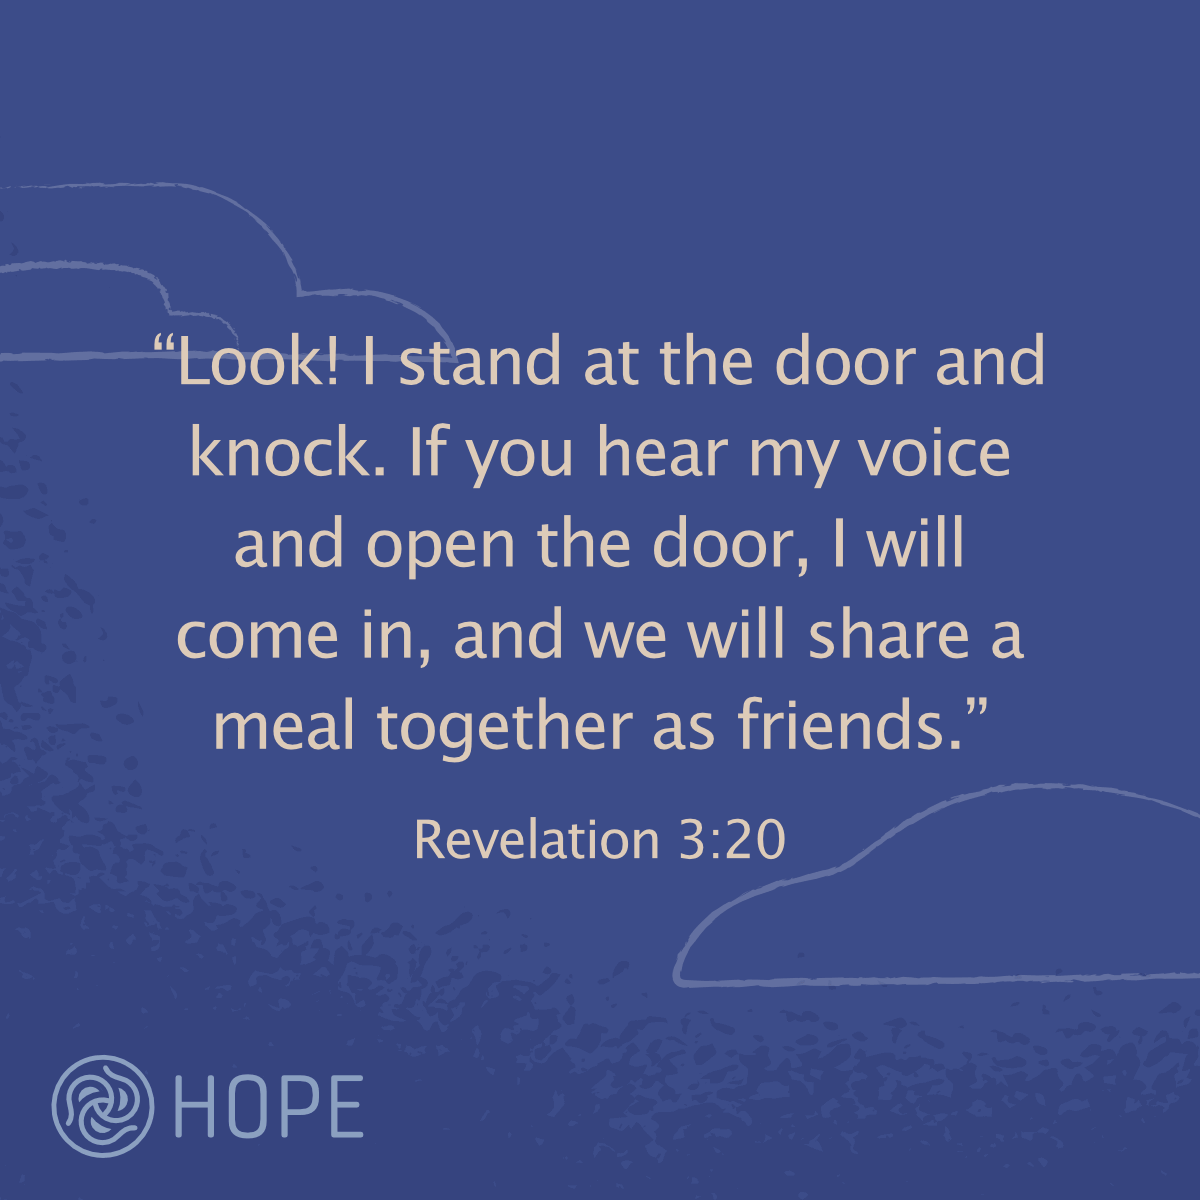 “Look! I stand at the door and
knock. If you hear my voice
and open the door, I will
come in, and we will share a
meal together as friends.”
Revelation 3:20
HOPE